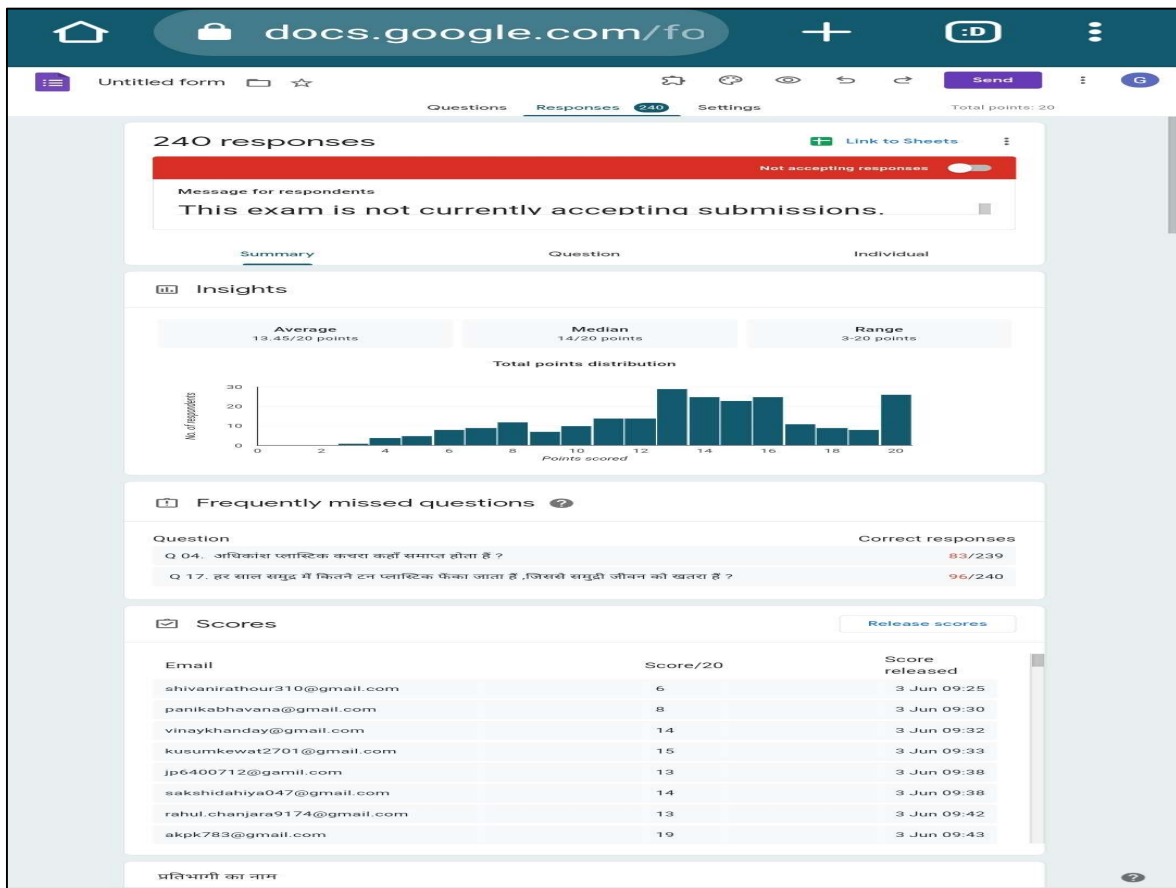 docs.google.com/fo
:D
Untitled form
Send
G
Questions Responses 240 Settings
Total points: 20
240 responses
Link to Sheets
Not accepting responses
Message for respondents
This exam is not currently accepting submissions.
Summary Question Individual
Insights
Average Median Range
13.45/20 points 14/20 points 3-20 points
Total points distribution
No. of respondents
30
20
10
0
0 2 4 6 8 10 12 14 16 18 20
Points scored
Frequently missed questions
Question Correct responses
Q 04. अधिकांश प्लास्टिक कचरा कहाँ समाप्त होता हैं ? 83/239
Q 17. हर साल समुद्र में कितने टन प्लास्टिक फेंका जाता हैं ,जिससे समुद्री जीवन को खतरा हैं ? 96/240
Scores
Release scores
Email Score/20 Score released
shivanirathour310@gmail.com 6 3 Jun 09:25
panikabhavana@gmail.com 8 3 Jun 09:30
vinaykhanday@gmail.com 14 3 Jun 09:32
kusumkewat2701@gmail.com 15 3 Jun 09:33
jp6400712@gamil.com 13 3 Jun 09:38
sakshidahiya047@gmail.com 14 3 Jun 09:38
rahul.chanjara9174@gmail.com 13 3 Jun 09:42
akpk783@gmail.com 19 3 Jun 09:43
प्रतिभागी का नाम